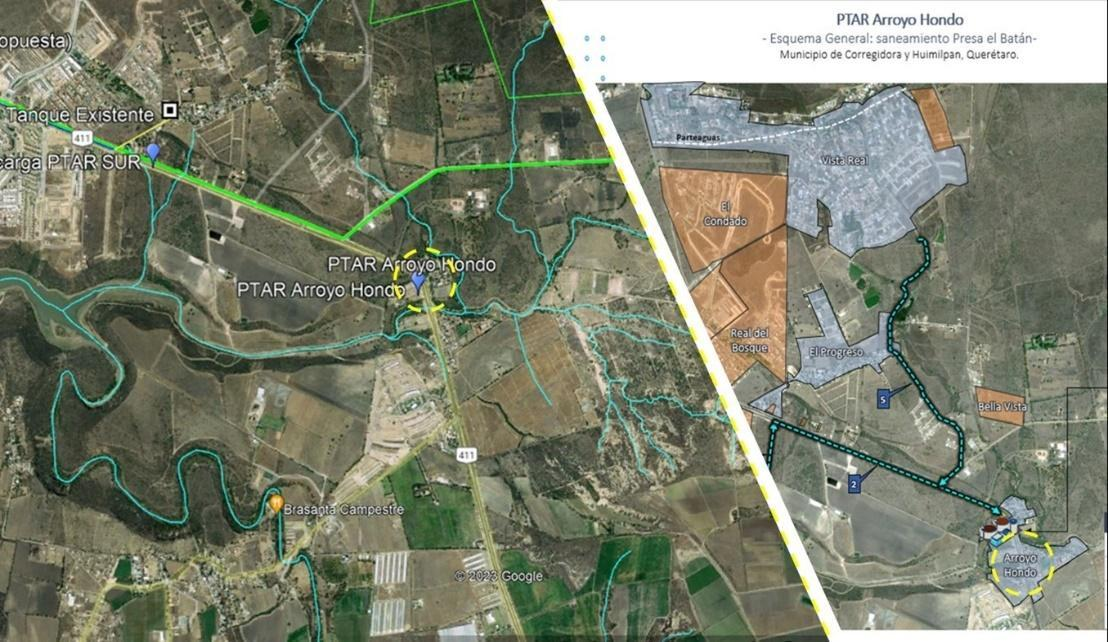 PTAR Arroyo Hondo
- Esquema General: saneamiento Presa el Batán-
Municipio de Corregidora y Huimilpan, Querétaro.
opuesta)
Tanque Existente
411
carga PTAR SUR
PTAR Arroyo Hondo
PTAR Arroyo Hondo
411
Brasanta Campestre
© 2023 Google
Parteaguas
Vista Real
El
Condado
Real del
Bosque
El Progreso
5
Bella Vista
2
Arroyo
Hondo